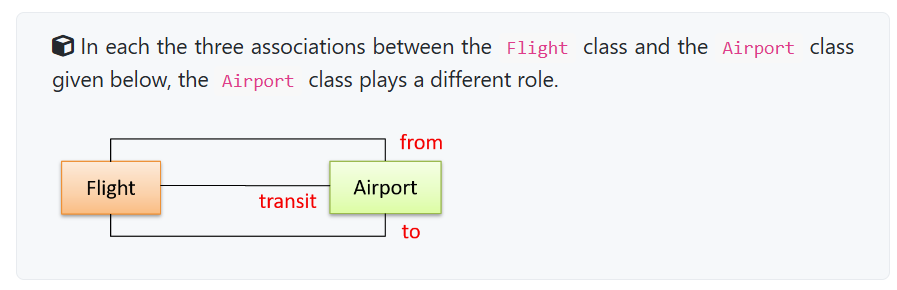 In each the three associations between the Flight class and the Airport class
given below, the Airport class plays a different role.
from
Flight
Airport
transit
to